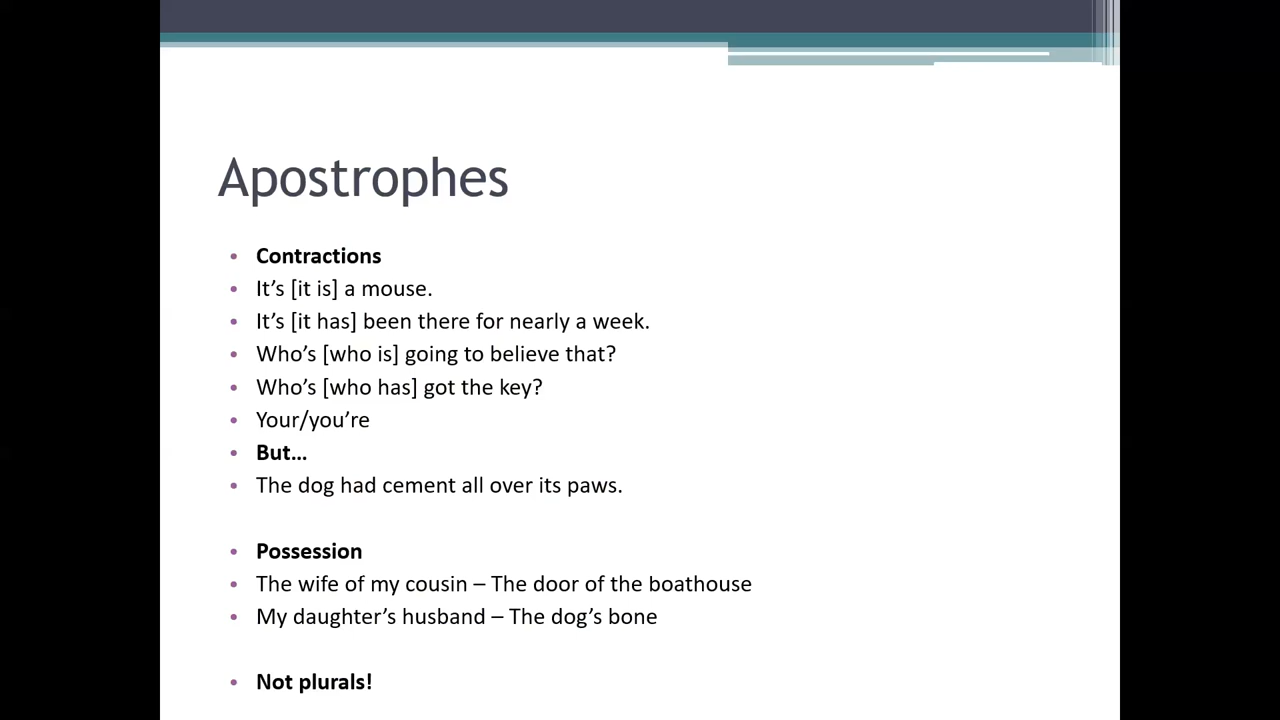 Apostrophes
• Contractions
• It’s [it is] a mouse.
• It’s [it has] been there for nearly a week.
• Who’s [who is] going to believe that?
• Who’s [who has] got the key?
• Your/you’re
• But…
• The dog had cement all over its paws.
• Possession
• The wife of my cousin – The door of the boathouse
• My daughter’s husband – The dog’s bone
• Not plurals!